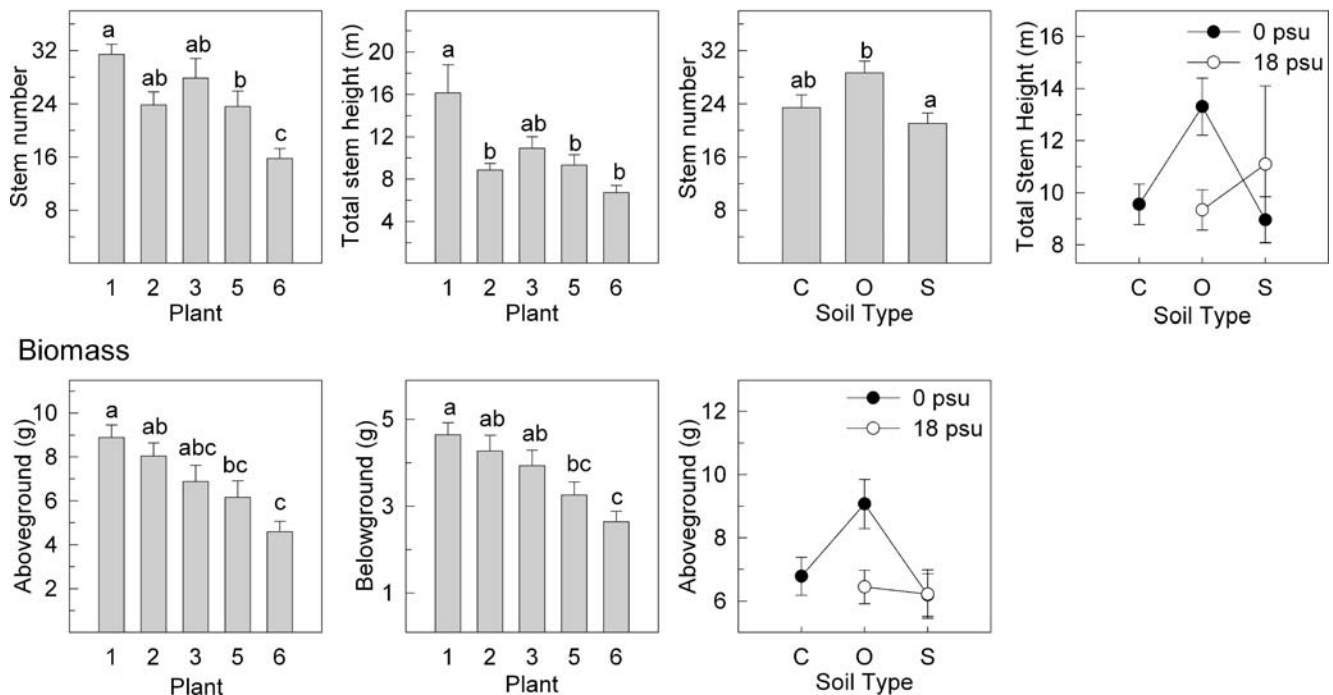 Stem number
32
24
16
8
a
ab
ab
b
c
1 2 3 5 6
Plant
Total stem height (m)
20
16
12
8
4
a
b
ab
b
b
1 2 3 5 6
Plant
Stem number
32
24
16
8
ab
b
a
C O S
Soil Type
Total Stem Height (m)
16
14
12
10
8
0 psu
18 psu
C O S
Soil Type
Biomass
Aboveground (g)
10
8
6
4
2
a
ab
abc
bc
c
1 2 3 5 6
Plant
Belowground (g)
5
3
1
a
ab
ab
bc
c
1 2 3 5 6
Plant
Aboveground (g)
12
10
8
6
0 psu
18 psu
C O S
Soil Type